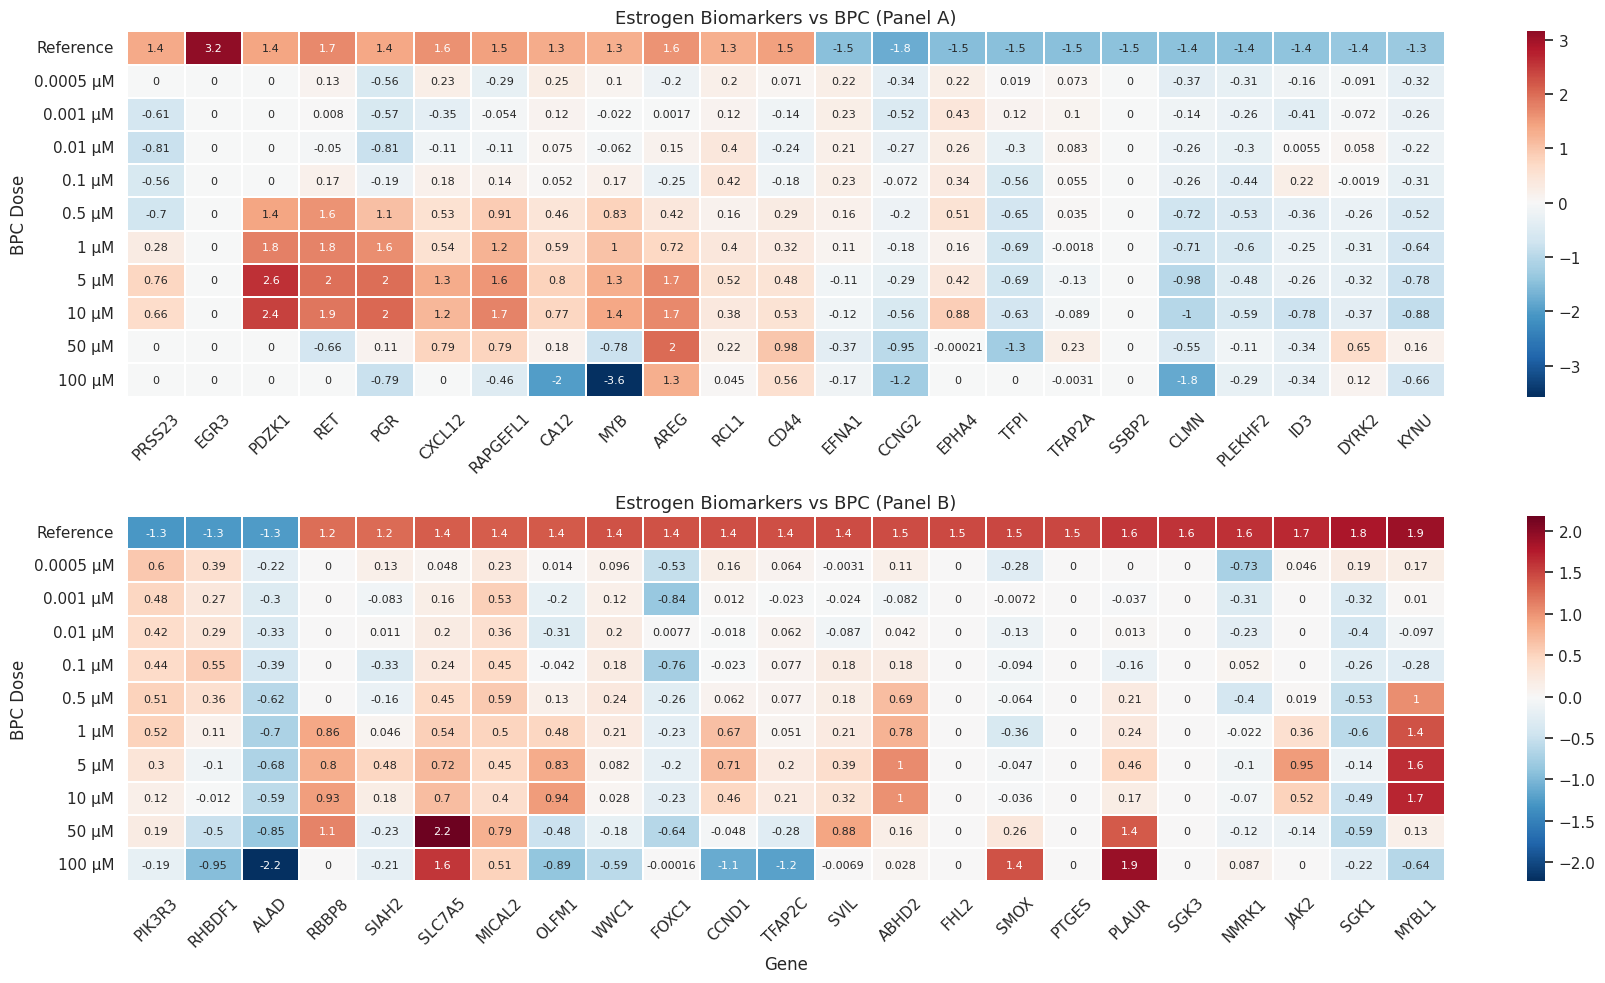 Estrogen Biomarkers vs BPC (Panel A)
Reference 1.4 3.2 1.4 1.7 1.4 1.6 1.5 1.3 1.3 1.6 1.3 1.5 -1.5 -1.8 -1.5 -1.5 -1.5 -1.5 -1.4 -1.4 -1.4 -1.4 -1.3
0.0005 µM 0 0 0 0.13 -0.56 0.23 -0.29 0.25 0.1 -0.2 0.2 0.071 0.22 -0.34 0.22 0.019 0.073 0 -0.37 -0.31 -0.16 -0.091 -0.32
0.001 µM -0.61 0 0 0.008 -0.57 -0.35 -0.054 0.12 -0.022 0.0017 0.12 -0.14 0.23 -0.52 0.43 0.12 0.1 0 -0.14 -0.26 -0.41 -0.072 -0.26
0.01 µM -0.81 0 0 -0.05 -0.81 -0.11 -0.11 0.075 -0.062 0.15 0.4 -0.24 0.21 -0.27 0.26 -0.3 0.083 0 -0.26 -0.3 0.0055 0.058 -0.22
0.1 µM -0.56 0 0 0.17 -0.19 0.18 0.14 0.052 0.17 -0.25 0.42 -0.18 0.23 -0.072 0.34 -0.56 0.055 0 -0.26 -0.44 0.22 -0.0019 -0.31
0.5 µM -0.7 0 1.4 1.6 1.1 0.53 0.91 0.46 0.83 0.42 0.16 0.29 0.16 -0.2 0.51 -0.65 0.035 0 -0.72 -0.53 -0.36 -0.26 -0.52
1 µM 0.28 0 1.8 1.8 1.6 0.54 1.2 0.59 1 0.72 0.4 0.32 0.11 -0.18 0.16 -0.69 -0.0018 0 -0.71 -0.6 -0.25 -0.31 -0.64
5 µM 0.76 0 2.6 2 2 1.3 1.6 0.8 1.3 1.7 0.52 0.48 -0.11 -0.29 0.42 -0.69 -0.13 0 -0.98 -0.48 -0.26 -0.32 -0.78
10 µM 0.66 0 2.4 1.9 2 1.2 1.7 0.77 1.4 1.7 0.38 0.53 -0.12 -0.56 0.88 -0.63 -0.089 0 -1 -0.59 -0.78 -0.37 -0.88
50 µM 0 0 0 -0.66 0.11 0.79 0.79 0.18 -0.78 2 0.22 0.98 -0.37 -0.95 -0.00021 -1.3 0.23 0 -0.55 -0.11 -0.34 0.65 0.16
100 µM 0 0 0 0 -0.79 0 -0.46 -2 -3.6 1.3 0.045 0.56 -0.17 -1.2 0 0 -0.0031 0 -1.8 -0.29 -0.34 0.12 -0.66
BPC Dose
PRSS23 EGR3 PDZK1 RET PGR CXCL12 RAPGEFL1 CA12 MYB AREG RCL1 CD44 EFNA1 CCNG2 EPHA4 TFPI TFAP2A SSBP2 CLMN PLEKHF2 ID3 DYRK2 KYNU
3
2
1
0
−1
−2
−3
Estrogen Biomarkers vs BPC (Panel B)
Reference -1.3 -1.3 -1.3 1.2 1.2 1.4 1.4 1.4 1.4 1.4 1.4 1.4 1.4 1.5 1.5 1.5 1.5 1.6 1.6 1.6 1.7 1.8 1.9
0.0005 µM 0.6 0.39 -0.22 0 0.13 0.048 0.23 0.014 0.096 -0.53 0.16 0.064 -0.0031 0.11 0 -0.28 0 0 0 -0.73 0.046 0.19 0.17
0.001 µM 0.48 0.27 -0.3 0 -0.083 0.16 0.53 -0.2 0.12 -0.84 0.012 -0.023 -0.024 -0.082 0 -0.0072 0 -0.037 0 -0.31 0 -0.32 0.01
0.01 µM 0.42 0.29 -0.33 0 0.011 0.2 0.36 -0.31 0.2 0.0077 -0.018 0.062 -0.087 0.042 0 -0.13 0 0.013 0 -0.23 0 -0.4 -0.097
0.1 µM 0.44 0.55 -0.39 0 -0.33 0.24 0.45 -0.042 0.18 -0.76 -0.023 0.077 0.18 0.18 0 -0.094 0 -0.16 0 0.052 0 -0.26 -0.28
0.5 µM 0.51 0.36 -0.62 0 -0.16 0.45 0.59 0.13 0.24 -0.26 0.062 0.077 0.18 0.69 0 -0.064 0 0.21 0 -0.4 0.019 -0.53 1
1 µM 0.52 0.11 -0.7 0.86 0.046 0.54 0.5 0.48 0.21 -0.23 0.67 0.051 0.21 0.78 0 -0.36 0 0.24 0 -0.022 0.36 -0.6 1.4
5 µM 0.3 -0.1 -0.68 0.8 0.48 0.72 0.45 0.83 0.082 -0.2 0.71 0.2 0.39 1 0 -0.047 0 0.46 0 -0.1 0.95 -0.14 1.6
10 µM 0.12 -0.012 -0.59 0.93 0.18 0.7 0.4 0.94 0.028 -0.23 0.46 0.21 0.32 1 0 -0.036 0 0.17 0 -0.07 0.52 -0.49 1.7
50 µM 0.19 -0.5 -0.85 1.1 -0.23 2.2 0.79 -0.48 -0.18 -0.64 -0.048 -0.28 0.88 0.16 0 0.26 0 1.4 0 -0.12 -0.14 -0.59 0.13
100 µM -0.19 -0.95 -2.2 0 -0.21 1.6 0.51 -0.89 -0.59 -0.00016 -1.1 -1.2 -0.0069 0.028 0 1.4 0 1.9 0 0.087 0 -0.22 -0.64
BPC Dose
PIK3R3 RHBDF1 ALAD RBBP8 SIAH2 SLC7A5 MICAL2 OLFM1 WWC1 FOXC1 CCND1 TFAP2C SVIL ABHD2 FHL2 SMOX PTGES PLAUR SGK3 NMRK1 JAK2 SGK1 MYBL1
Gene
2.0
1.5
1.0
0.5
0.0
−0.5
−1.0
−1.5
−2.0